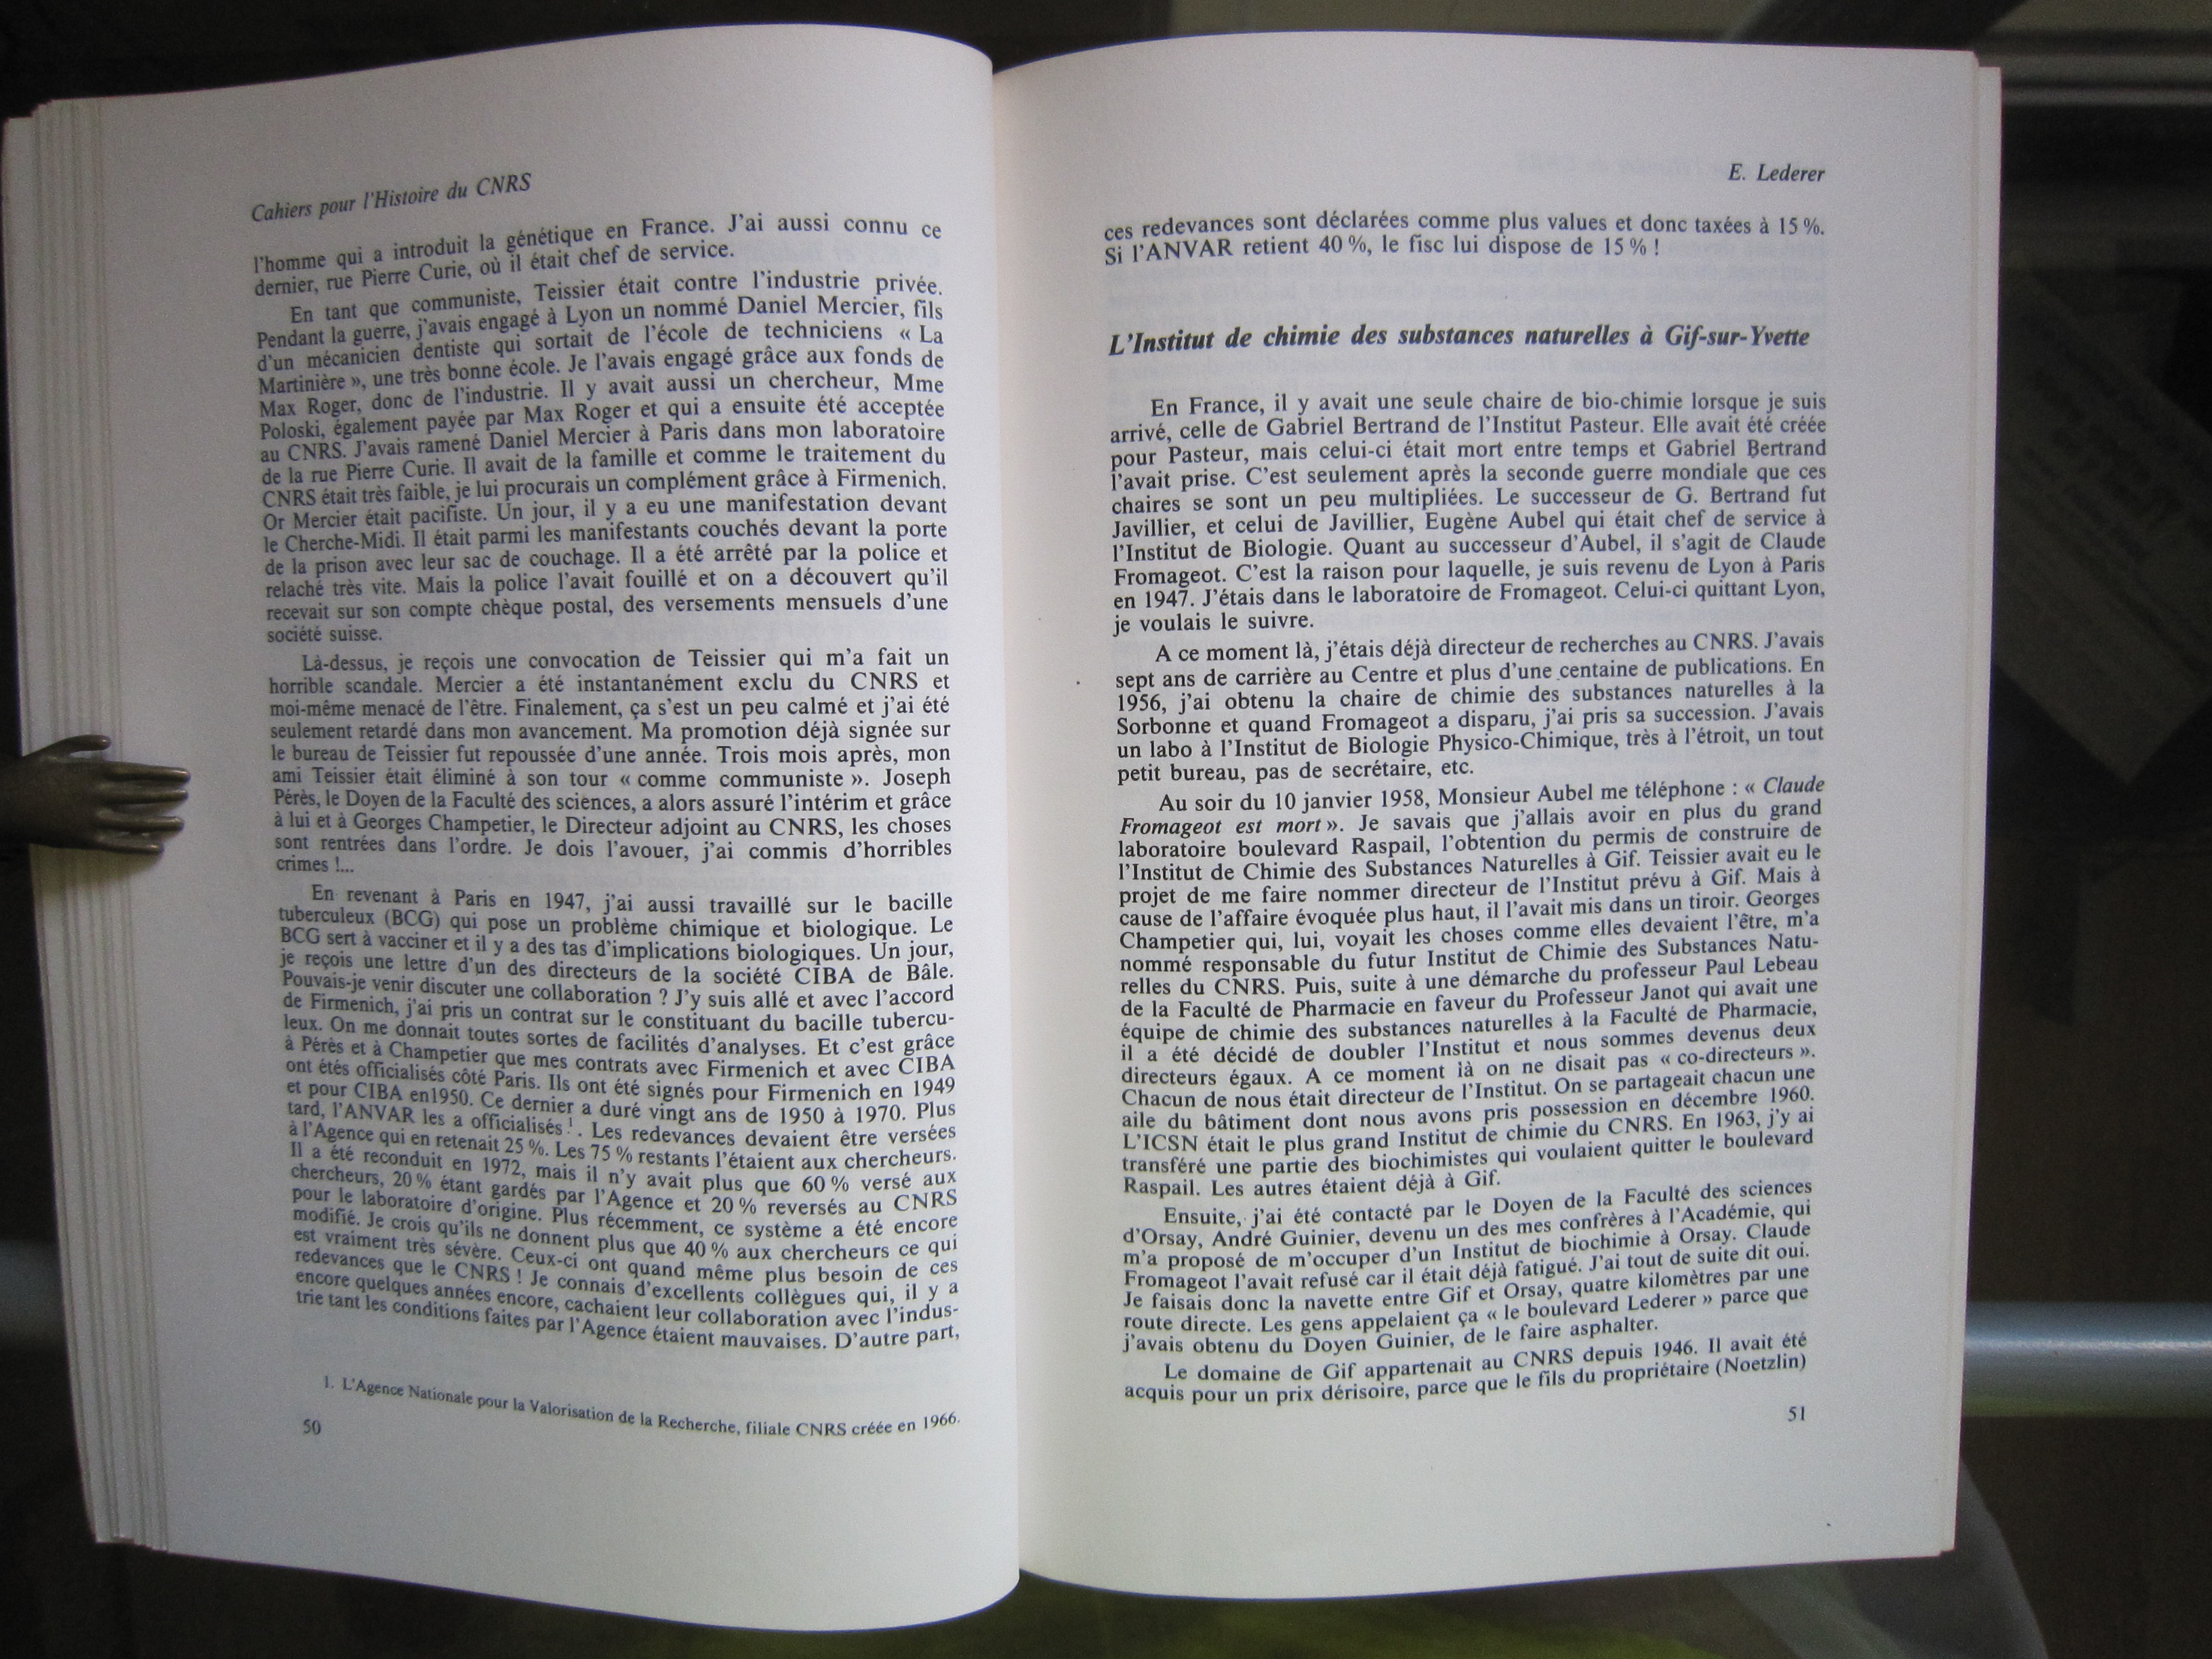 Cahiers pour l'Histoire du CNRS
l'homme qui a introduit la génétique en France. J'ai aussi connu ce
dernier, rue Pierre Curie, où il était chef de service.
En tant que communiste, Teissier était contre l'industrie privée.
Pendant la guerre, j'avais engagé à Lyon un nommé Daniel Mercier, fils
d'un mécanicien dentiste qui sortait de l'école de techniciens « La
Martinière », une très bonne école. Je l'avais engagé grâce aux fonds de
Max Roger, donc de l'industrie. Il y avait aussi un chercheur, Mme
Poloski, également payée par Max Roger et qui a ensuite été acceptée
au CNRS. J'avais ramené Daniel Mercier à Paris dans mon laboratoire
de la rue Pierre Curie. Il avait de la famille et comme le traitement du
CNRS était très faible, je lui procurais un complément grâce à Firmenich.
Or Mercier était pacifiste. Un jour, il y a eu une manifestation devant
le Cherche-Midi. Il était parmi les manifestants couchés devant la porte
de la prison avec leur sac de couchage. Il a été arrêté par la police et
relaché très vite. Mais la police l'avait fouillé et on a découvert qu'il
recevait sur son compte chèque postal, des versements mensuels d'une
société suisse.
Là-dessus, je reçois une convocation de Teissier qui m'a fait un
horrible scandale. Mercier a été instantanément exclu du CNRS et
moi-même menacé de l'être. Finalement, ça s'est un peu calmé et j'ai été
seulement retardé dans mon avancement. Ma promotion déjà signée sur
le bureau de Teissier fut repoussée d'une année. Trois mois après, mon
ami Teissier était éliminé à son tour « comme communiste ». Joseph
Pérès, le Doyen de la Faculté des sciences, a alors assuré l'intérim et grâce
à lui et à Georges Champetier, le Directeur adjoint au CNRS, les choses
sont rentrées dans l'ordre. Je dois l'avouer, j'ai commis d'horribles
crimes !...
En revenant à Paris en 1947, j'ai aussi travaillé sur le bacille
tuberculeux (BCG) qui pose un problème chimique et biologique. Le
BCG sert à vacciner et il y a des tas d'implications biologiques. Un jour,
je reçois une lettre d'un des directeurs de la société CIBA de Bâle.
Pouvais-je venir discuter une collaboration ? J'y suis allé et avec l'accord
de Firmenich, j'ai pris un contrat sur le constituant du bacille tubercu-
leux. On me donnait toutes sortes de facilités d'analyses. Et c'est grâce
à Pérès et à Champetier que mes contrats avec Firmenich et avec CIBA
ont étés officialisés côté Paris. Ils ont été signés pour Firmenich en 1949
et pour CIBA en1950. Ce dernier a duré vingt ans de 1950 à 1970. Plus
tard, l'ANVAR les a officialisés ¹. Les redevances devaient être versées
à l'Agence qui en retenait 25 %. Les 75 % restants l'étaient aux chercheurs.
Il a été reconduit en 1972, mais il n'y avait plus que 60 % versé aux
chercheurs, 20 % étant gardés par l'Agence et 20 % reversés au CNRS
pour le laboratoire d'origine. Plus récemment, ce système a été encore
modifié. Je crois qu'ils ne donnent plus que 40 % aux chercheurs ce qui
est vraiment très sévère. Ceux-ci ont quand même plus besoin de ces
redevances que le CNRS ! Je connais d'excellents collègues qui, il y a
encore quelques années encore, cachaient leur collaboration avec l'indus-
trie tant les conditions faites par l'Agence étaient mauvaises. D'autre part,
1. L'Agence Nationale pour la Valorisation de la Recherche, filiale CNRS créée en 1966.
50
E. Lederer
ces redevances sont déclarées comme plus values et donc taxées à 15 %.
Si l'ANVAR retient 40 %, le fisc lui dispose de 15 % !
L'Institut de chimie des substances naturelles à Gif-sur-Yvette
En France, il y avait une seule chaire de bio-chimie lorsque je suis
arrivé, celle de Gabriel Bertrand de l'Institut Pasteur. Elle avait été créée
pour Pasteur, mais celui-ci était mort entre temps et Gabriel Bertrand
l'avait prise. C'est seulement après la seconde guerre mondiale que ces
chaires se sont un peu multipliées. Le successeur de G. Bertrand fut
Javillier, et celui de Javillier, Eugène Aubel qui était chef de service à
l'Institut de Biologie. Quant au successeur d'Aubel, il s'agit de Claude
Fromageot. C'est la raison pour laquelle, je suis revenu de Lyon à Paris
en 1947. J'étais dans le laboratoire de Fromageot. Celui-ci quittant Lyon,
je voulais le suivre.
A ce moment là, j'étais déjà directeur de recherches au CNRS. J'avais
sept ans de carrière au Centre et plus d'une centaine de publications. En
1956, j'ai obtenu la chaire de chimie des substances naturelles à la
Sorbonne et quand Fromageot a disparu, j'ai pris sa succession. J'avais
un labo à l'Institut de Biologie Physico-Chimique, très à l'étroit, un tout
petit bureau, pas de secrétaire, etc.
Au soir du 10 janvier 1958, Monsieur Aubel me téléphone : « Claude
Fromageot est mort ». Je savais que j'allais avoir en plus du grand
laboratoire boulevard Raspail, l'obtention du permis de construire de
l'Institut de Chimie des Substances Naturelles à Gif. Teissier avait eu le
projet de me faire nommer directeur de l'Institut prévu à Gif. Mais à
cause de l'affaire évoquée plus haut, il l'avait mis dans un tiroir. Georges
Champetier qui, lui, voyait les choses comme elles devaient l'être, m'a
nommé responsable du futur Institut de Chimie des Substances Natu-
relles du CNRS. Puis, suite à une démarche du professeur Paul Lebeau
de la Faculté de Pharmacie en faveur du Professeur Janot qui avait une
équipe de chimie des substances naturelles à la Faculté de Pharmacie,
il a été décidé de doubler l'Institut et nous sommes devenus deux
directeurs égaux. A ce moment là on ne disait pas « co-directeurs ».
Chacun de nous était directeur de l'Institut. On se partageait chacun une
aile du bâtiment dont nous avons pris possession en décembre 1960.
L'ICSN était le plus grand Institut de chimie du CNRS. En 1963, j'y ai
transféré une partie des biochimistes qui voulaient quitter le boulevard
Raspail. Les autres étaient déjà à Gif.
Ensuite, j'ai été contacté par le Doyen de la Faculté des sciences
d'Orsay, André Guinier, devenu un des mes confrères à l'Académie, qui
m'a proposé de m'occuper d'un Institut de biochimie à Orsay. Claude
Fromageot l'avait refusé car il était déjà fatigué. J'ai tout de suite dit oui.
Je faisais donc la navette entre Gif et Orsay, quatre kilomètres par une
route directe. Les gens appelaient ça « le boulevard Lederer » parce que
j'avais obtenu du Doyen Guinier, de le faire asphalter.
Le domaine de Gif appartenait au CNRS depuis 1946. Il avait été
acquis pour un prix dérisoire, parce que le fils du propriétaire (Noetzlin)
51